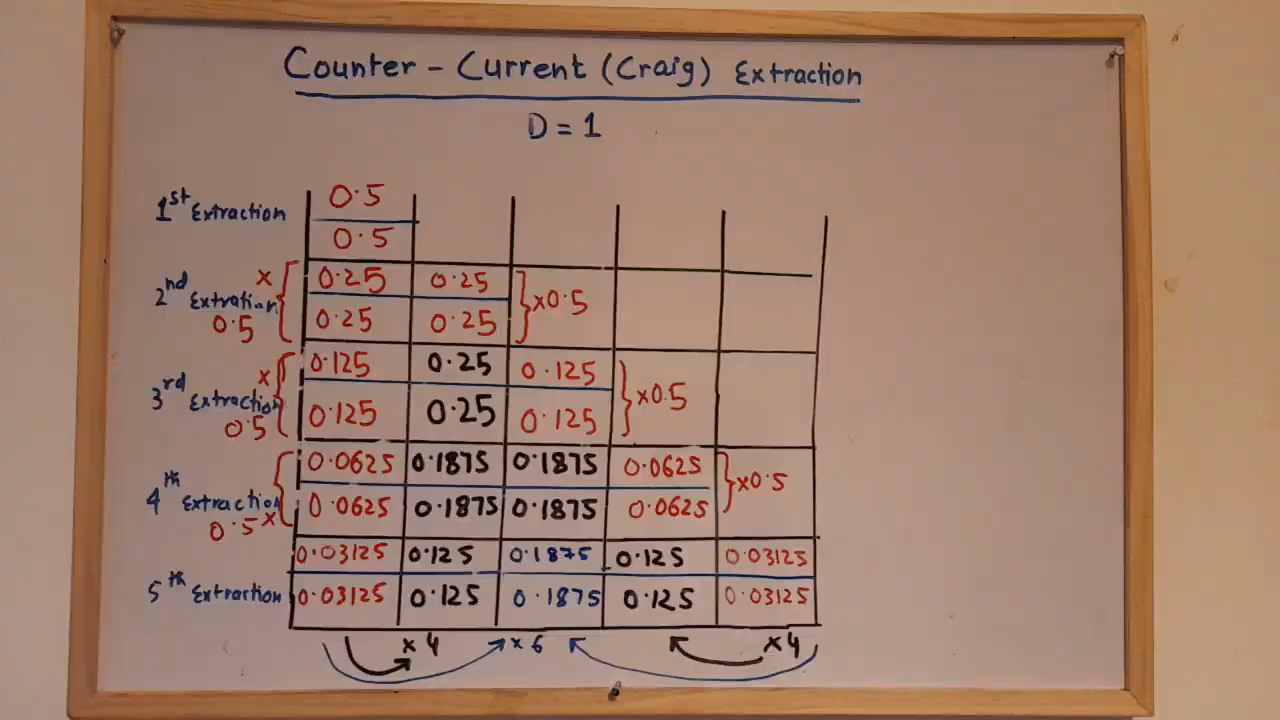 Counter - Current (Craig) Extraction
D = 1
1st Extraction
0.5
0.5
2nd Extration
x 0.5
0.25 0.25
0.25 0.25
x0.5
3rd Extraction
x 0.5
0.125 0.25 0.125
0.125 0.25 0.125
x0.5
4th Extraction
0.5 x
0.0625 0.1875 0.1875 0.0625
0.0625 0.1875 0.1875 0.0625
x0.5
5th Extraction
0.03125 0.125 0.1875 0.125 0.03125
0.03125 0.125 0.1875 0.125 0.03125
x 4 x 6 x 4